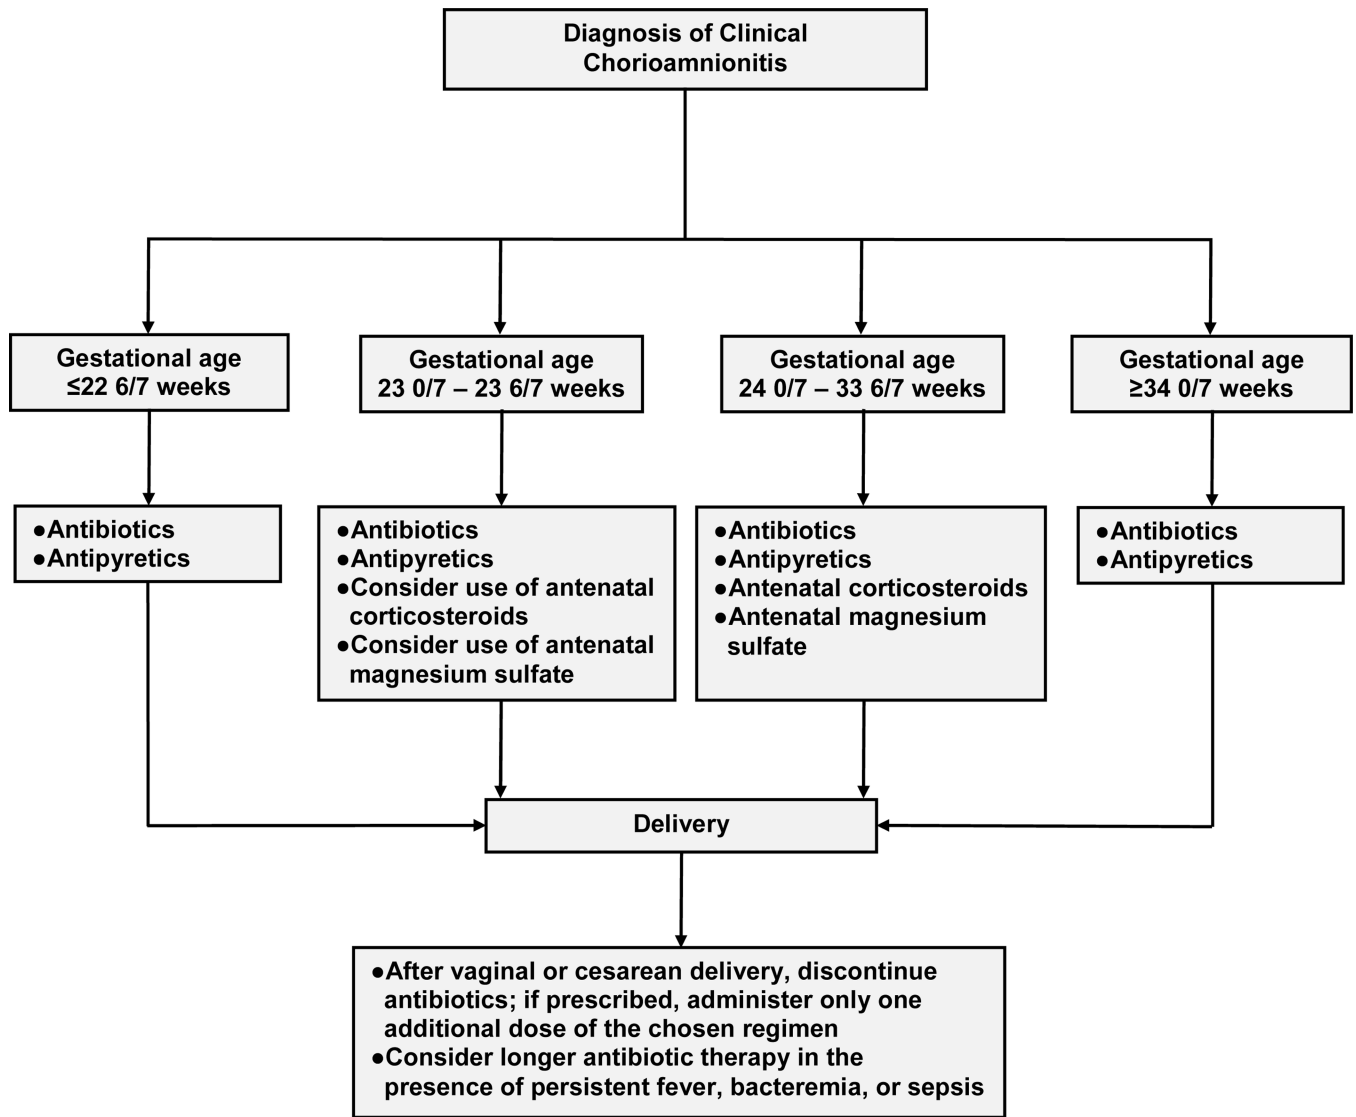 Diagnosis of Clinical
Chorioamnionitis
Gestational age
≤22 6/7 weeks
Gestational age
23 0/7 – 23 6/7 weeks
Gestational age
24 0/7 – 33 6/7 weeks
Gestational age
≥34 0/7 weeks
●Antibiotics
●Antipyretics
●Antibiotics
●Antipyretics
●Consider use of antenatal
corticosteroids
●Consider use of antenatal
magnesium sulfate
●Antibiotics
●Antipyretics
●Antenatal corticosteroids
●Antenatal magnesium
sulfate
●Antibiotics
●Antipyretics
Delivery
●After vaginal or cesarean delivery, discontinue
antibiotics; if prescribed, administer only one
additional dose of the chosen regimen
●Consider longer antibiotic therapy in the
presence of persistent fever, bacteremia, or sepsis